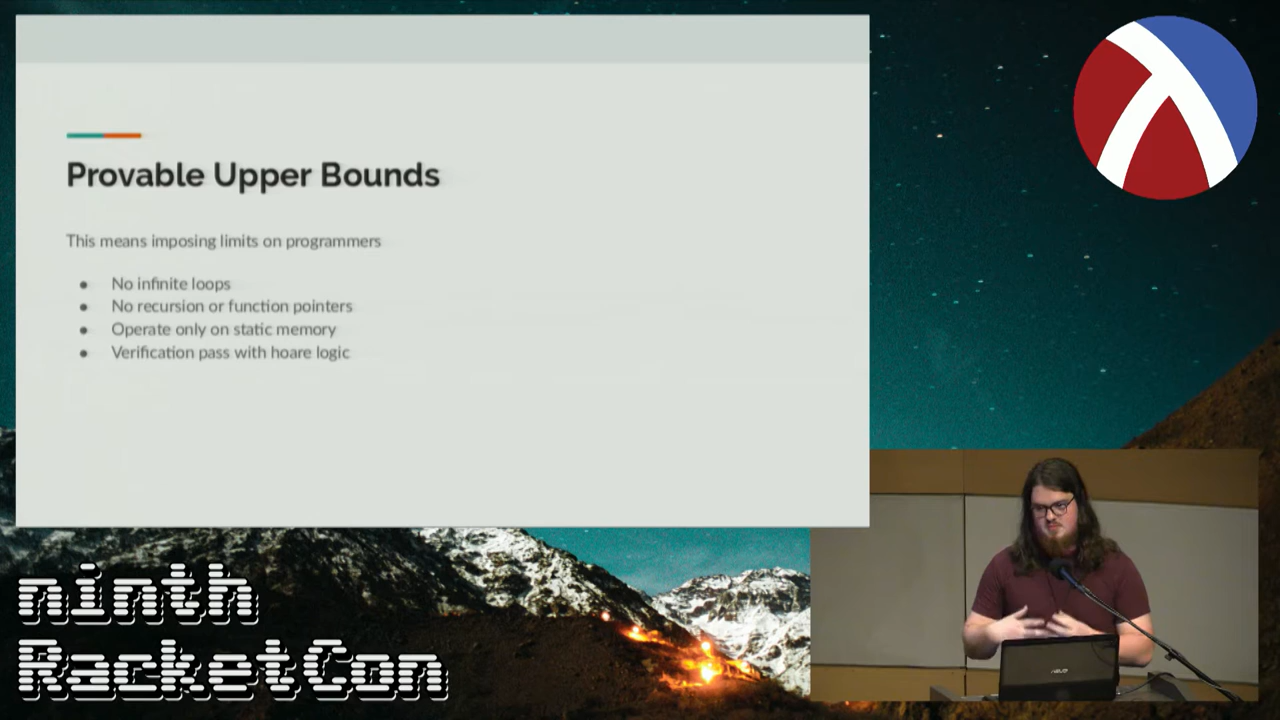 Provable Upper Bounds
This means imposing limits on programmers
● No infinite loops
● No recursion or function pointers
● Operate only on static memory
● Verification pass with hoare logic
ninth
RacketCon
ASUS